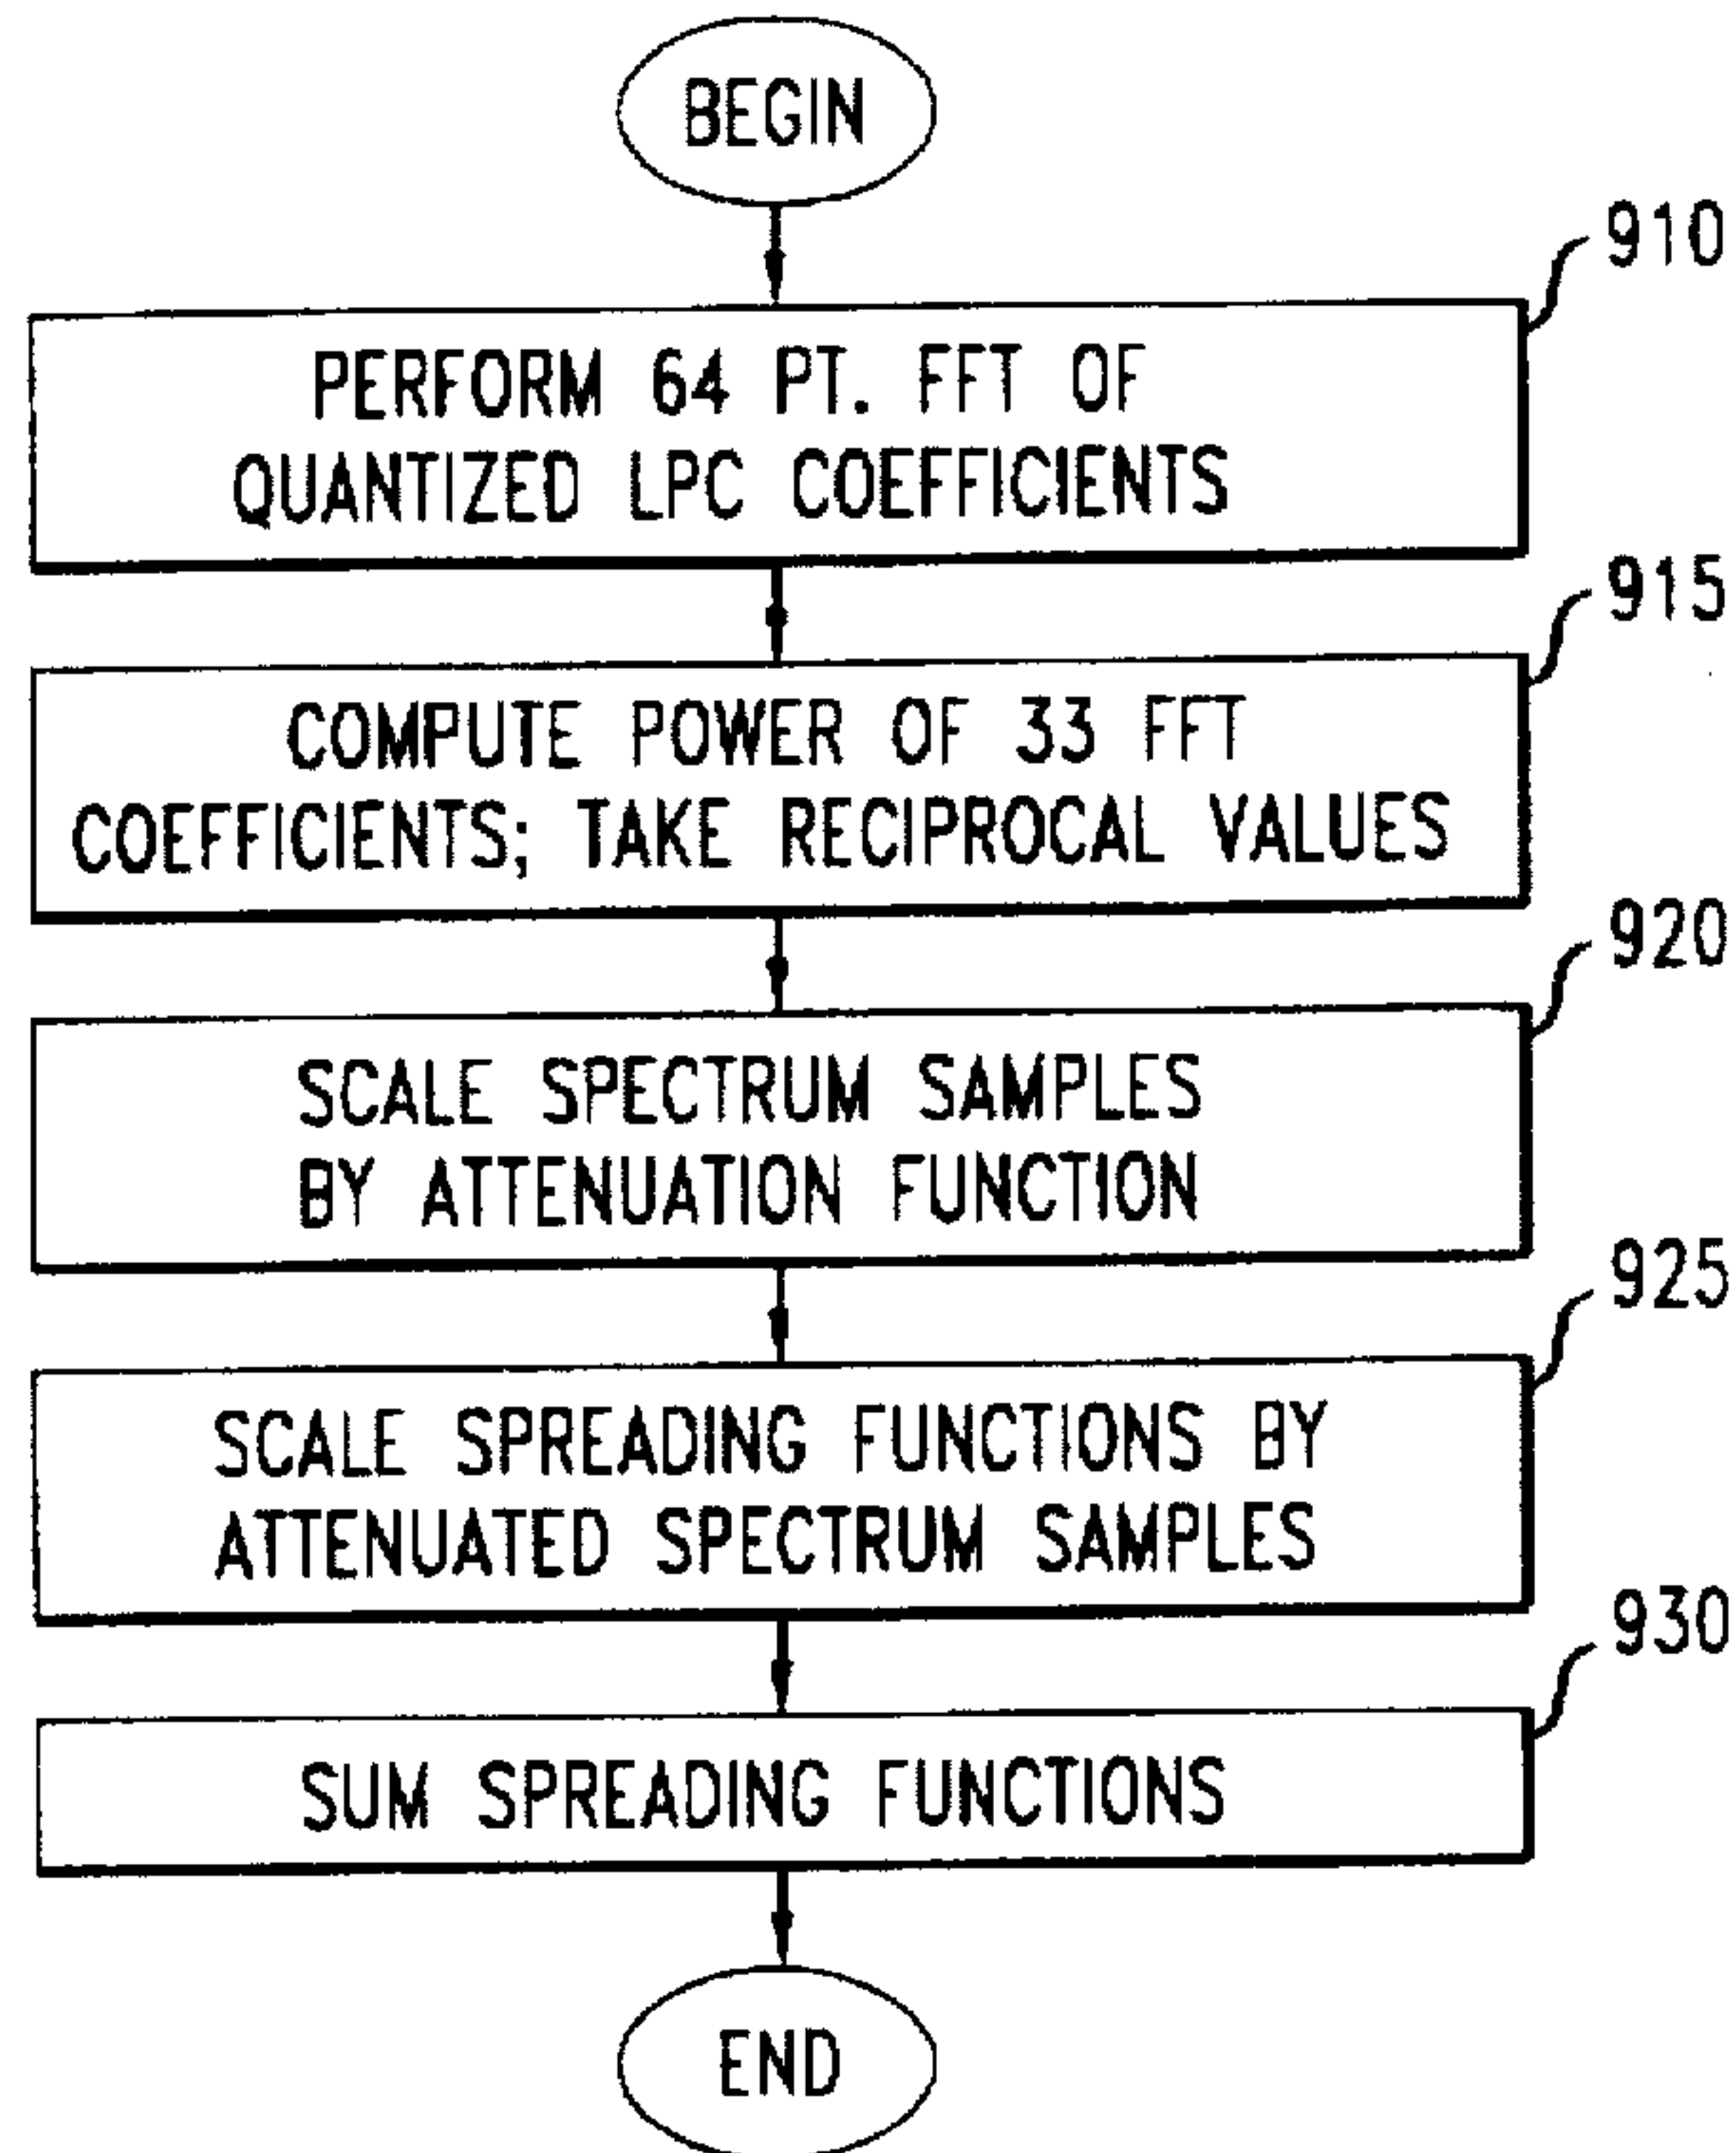 BEGIN
910
PERFORM 64 PT. FFT OF
QUANTIZED LPC COEFFICIENTS
915
COMPUTE POWER OF 33 FFT
COEFFICIENTS; TAKE RECIPROCAL VALUES
920
SCALE SPECTRUM SAMPLES
BY ATTENUATION FUNCTION
925
SCALE SPREADING FUNCTIONS BY
ATTENUATED SPECTRUM SAMPLES
930
SUM SPREADING FUNCTIONS
END